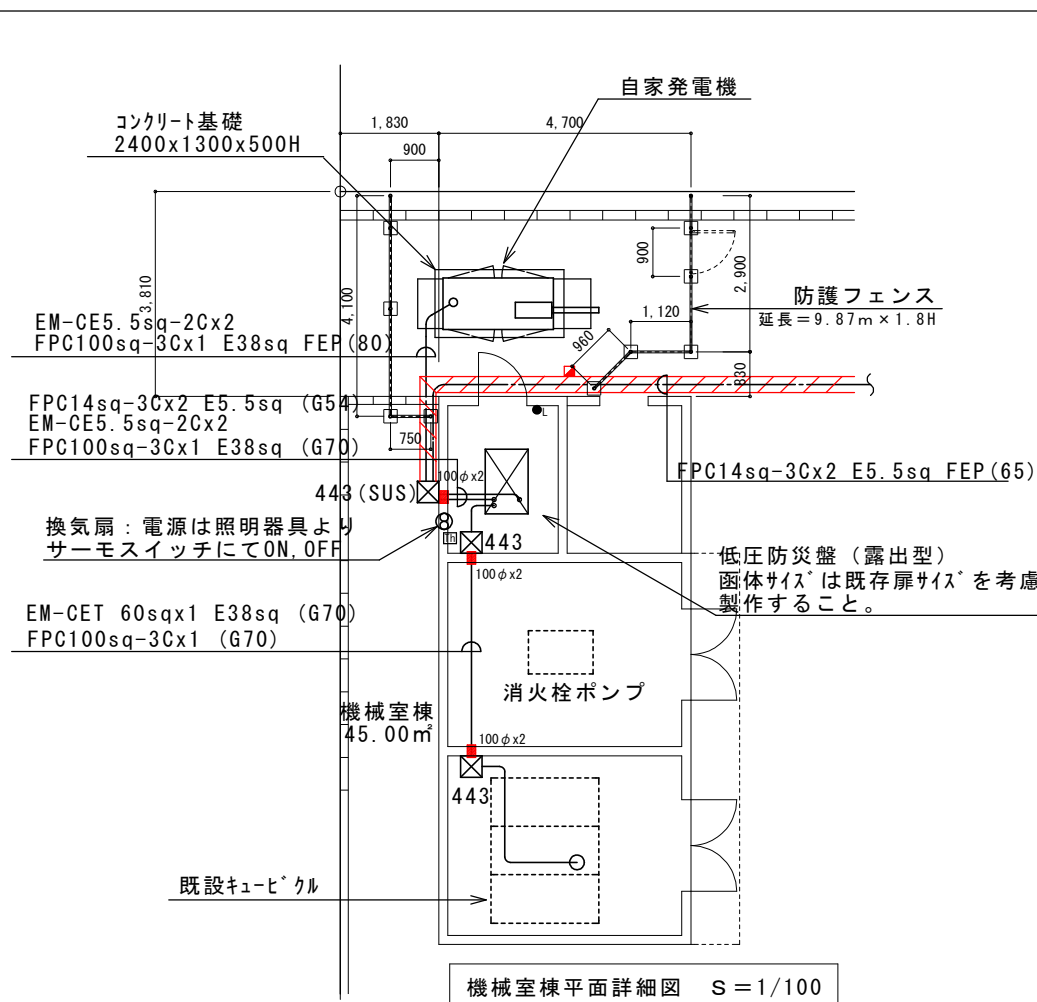 自家発電機
コンクリート基礎
2400x1300x500H
1,830
4,700
900
3,810
4,100
900
2,900
1,120
防護フェンス
延長＝9.87ｍ×1.8H
960
830
EM-CE5.5sq-2Cx2
FPC100sq-3Cx1 E38sq FEP(80)
FPC14sq-3Cx2 E5.5sq (G54)
EM-CE5.5sq-2Cx2
FPC100sq-3Cx1 E38sq (G70)
750
L
100φx2
FPC14sq-3Cx2 E5.5sq FEP(65)
443(SUS)
換気扇：電源は照明器具より
サーモスイッチにてON,OFF
Th
443
100φx2
低圧防災盤（露出型）
函体サイズは既存扉サイズを考慮
製作すること。
EM-CET 60sqx1 E38sq (G70)
FPC100sq-3Cx1 (G70)
消火栓ポンプ
機械室棟
45.00㎡
100φx2
443
既設キュービクル
機械室棟平面詳細図 Ｓ＝1/100